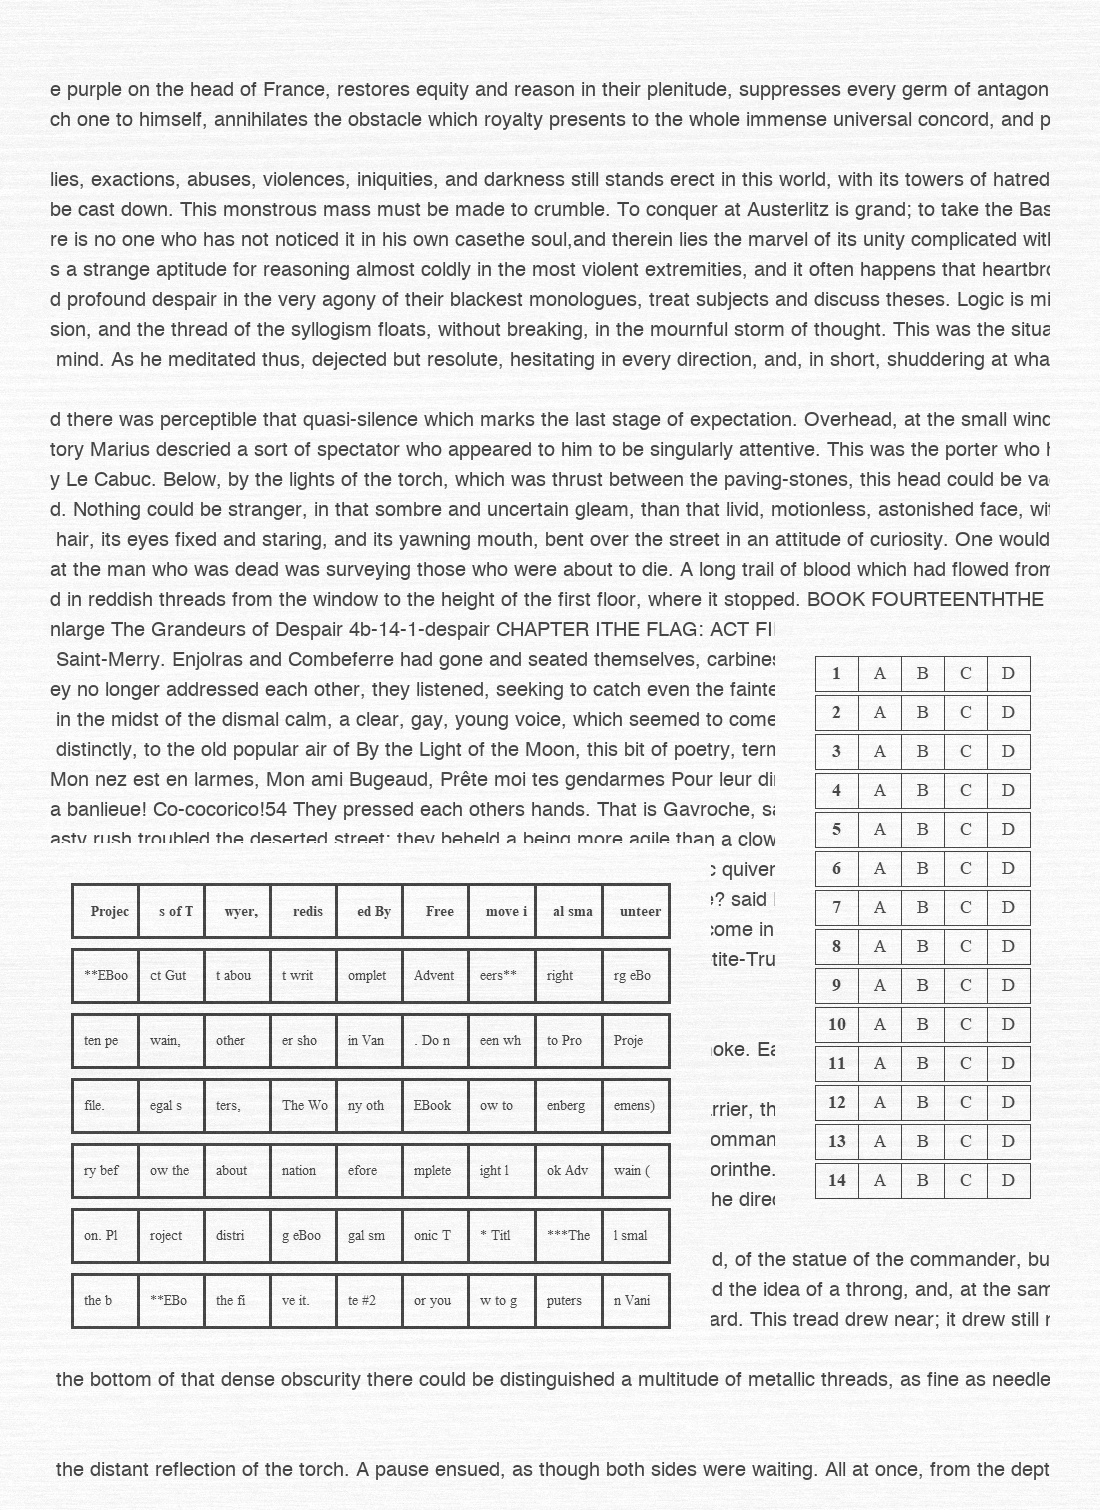 e purple on the head of France, restores equity and reason in their plenitude, suppresses every germ of antagon
ch one to himself, annihilates the obstacle which royalty presents to the whole immense universal concord, and p
lies, exactions, abuses, violences, iniquities, and darkness still stands erect in this world, with its towers of hatred
be cast down. This monstrous mass must be made to crumble. To conquer at Austerlitz is grand; to take the Bas
re is no one who has not noticed it in his own casethe soul,and therein lies the marvel of its unity complicated with
s a strange aptitude for reasoning almost coldly in the most violent extremities, and it often happens that heartbro
d profound despair in the very agony of their blackest monologues, treat subjects and discuss theses. Logic is mi
sion, and the thread of the syllogism floats, without breaking, in the mournful storm of thought. This was the situa
mind. As he meditated thus, dejected but resolute, hesitating in every direction, and, in short, shuddering at wha
d there was perceptible that quasi-silence which marks the last stage of expectation. Overhead, at the small wind
tory Marius descried a sort of spectator who appeared to him to be singularly attentive. This was the porter who h
y Le Cabuc. Below, by the lights of the torch, which was thrust between the paving-stones, this head could be va
d. Nothing could be stranger, in that sombre and uncertain gleam, than that livid, motionless, astonished face, wit
hair, its eyes fixed and staring, and its yawning mouth, bent over the street in an attitude of curiosity. One would
at the man who was dead was surveying those who were about to die. A long trail of blood which had flowed from
d in reddish threads from the window to the height of the first floor, where it stopped. BOOK FOURTEENTHTHE
nlarge The Grandeurs of Despair 4b-14-1-despair CHAPTER ITHE FLAG: ACT FI
Saint-Merry. Enjolras and Combeferre had gone and seated themselves, carbines
ey no longer addressed each other, they listened, seeking to catch even the fainte
in the midst of the dismal calm, a clear, gay, young voice, which seemed to come
distinctly, to the old popular air of By the Light of the Moon, this bit of poetry, term
Mon nez est en larmes, Mon ami Bugeaud, Prête moi tes gendarmes Pour leur di
a banlieue! Co-cocorico!54 They pressed each others hands. That is Gavroche, sa
asty rush troubled the deserted street; they beheld a being more agile than a clow
c quiver
e? said
come in
tite-Tru
oke. Ea
rrier, th
omman
orinthe.
he direc
d, of the statue of the commander, bu
d the idea of a throng, and, at the sam
ard. This tread drew near; it drew still
the bottom of that dense obscurity there could be distinguished a multitude of metallic threads, as fine as needle
the distant reflection of the torch. A pause ensued, as though both sides were waiting. All at once, from the dept
Projec s of T wyer, redis ed By Free move i al sma unteer
**EBoo ct Gut t abou t writ omplet Advent eers** right rg eBo
ten pe wain, other er sho in Van . Do n een wh to Pro Proje
file. egal s ters, The Wo ny oth EBook ow to enberg emens)
ry bef ow the about nation efore mplete ight l ok Adv wain (
on. Pl roject distri g eBoo gal sm onic T * Titl ***The l smal
the b **EBo the fi ve it. te #2 or you w to g puters n Vani
1 A B C D
2 A B C D
3 A B C D
4 A B C D
5 A B C D
6 A B C D
7 A B C D
8 A B C D
9 A B C D
10 A B C D
11 A B C D
12 A B C D
13 A B C D
14 A B C D